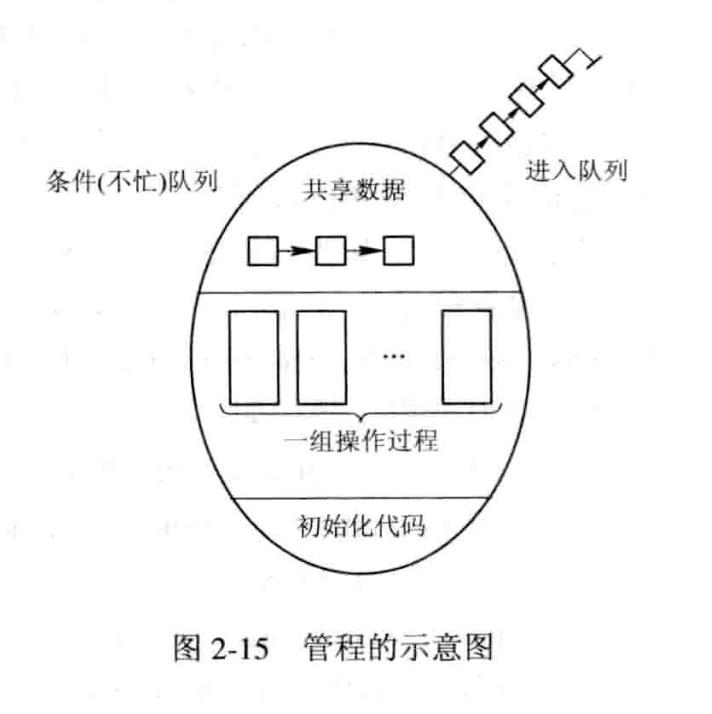 条件(不忙)队列
共享数据
进入队列
...
一组操作过程
初始化代码
图 2-15 管程的示意图